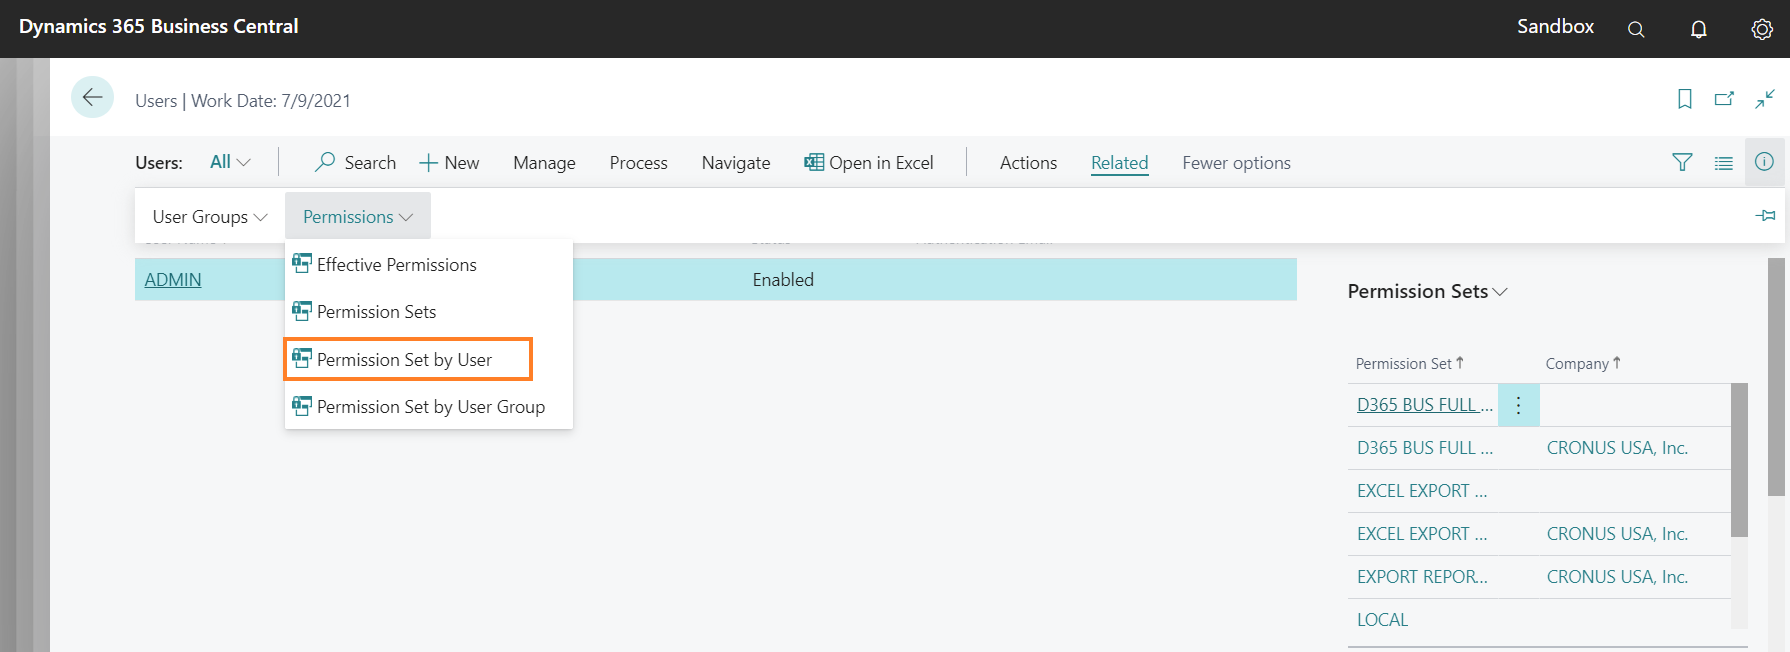 Dynamics 365 Business Central
Sandbox
Users | Work Date: 7/9/2021
Users: All Search New Manage Process Navigate Open in Excel Actions Related Fewer options
User Groups Permissions
Effective Permissions
Permission Sets
Permission Set by User
Permission Set by User Group
ADMIN Enabled
Permission Sets
Permission Set Company
D365 BUS FULL ...
D365 BUS FULL ... CRONUS USA, Inc.
EXCEL EXPORT ...
EXCEL EXPORT ... CRONUS USA, Inc.
EXPORT REPOR... CRONUS USA, Inc.
LOCAL